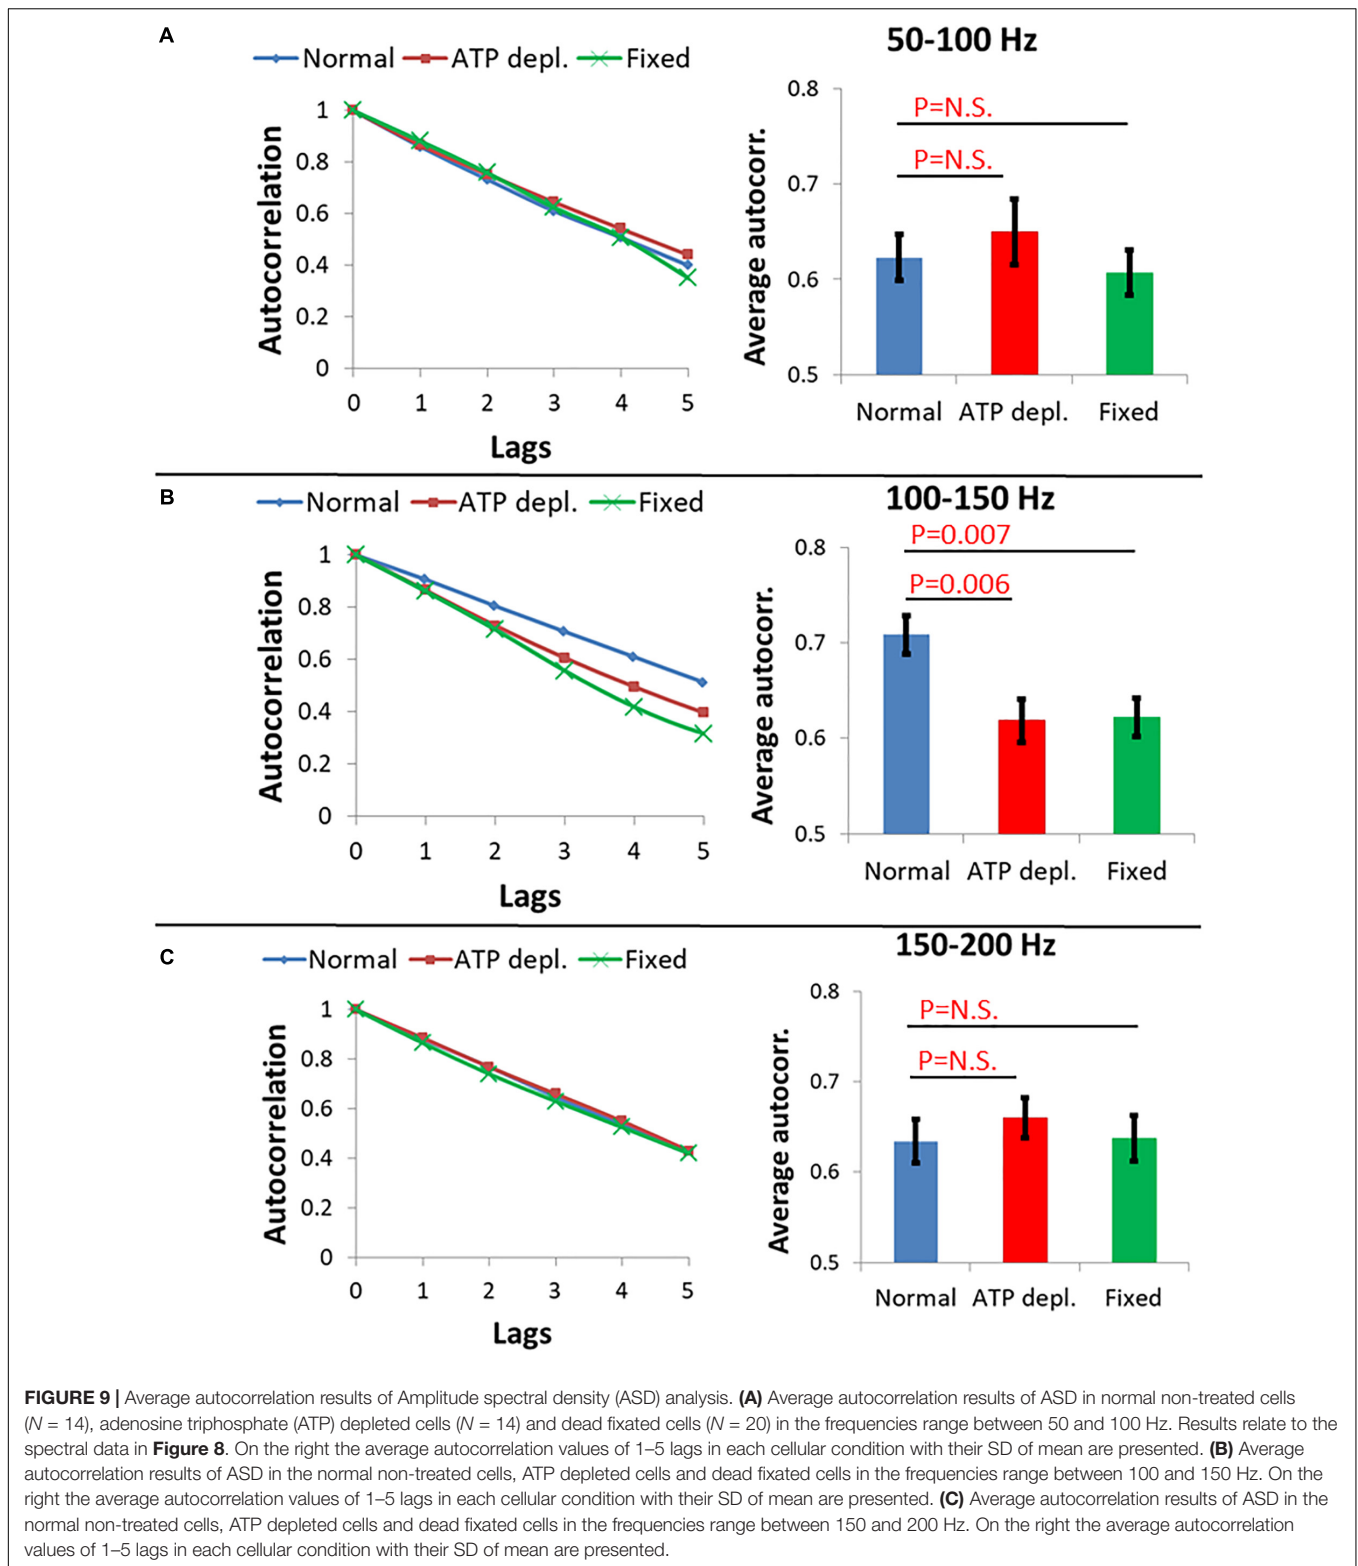 A
Normal ATP depl. Fixed
50-100 Hz
Autocorrelation
1
0.8
0.6
0.4
0.2
0
0 1 2 3 4 5
Lags
Average autocorr.
0.8
0.7
0.6
0.5
P=N.S.
P=N.S.
Normal ATP depl. Fixed
B
Normal ATP depl. Fixed
100-150 Hz
Autocorrelation
1
0.8
0.6
0.4
0.2
0
0 1 2 3 4 5
Lags
Average autocorr.
0.8
0.7
0.6
0.5
P=0.007
P=0.006
Normal ATP depl. Fixed
C
Normal ATP depl. Fixed
150-200 Hz
Autocorrelation
1
0.8
0.6
0.4
0.2
0
0 1 2 3 4 5
Lags
Average autocorr.
0.8
0.7
0.6
0.5
P=N.S.
P=N.S.
Normal ATP depl. Fixed
FIGURE 9 | Average autocorrelation results of Amplitude spectral density (ASD) analysis. (A) Average autocorrelation results of ASD in normal non-treated cells
(N = 14), adenosine triphosphate (ATP) depleted cells (N = 14) and dead fixated cells (N = 20) in the frequencies range between 50 and 100 Hz. Results relate to the
spectral data in Figure 8. On the right the average autocorrelation values of 1–5 lags in each cellular condition with their SD of mean are presented. (B) Average
autocorrelation results of ASD in the normal non-treated cells, ATP depleted cells and dead fixated cells in the frequencies range between 100 and 150 Hz. On the
right the average autocorrelation values of 1–5 lags in each cellular condition with their SD of mean are presented. (C) Average autocorrelation results of ASD in the
normal non-treated cells, ATP depleted cells and dead fixated cells in the frequencies range between 150 and 200 Hz. On the right the average autocorrelation
values of 1–5 lags in each cellular condition with their SD of mean are presented.